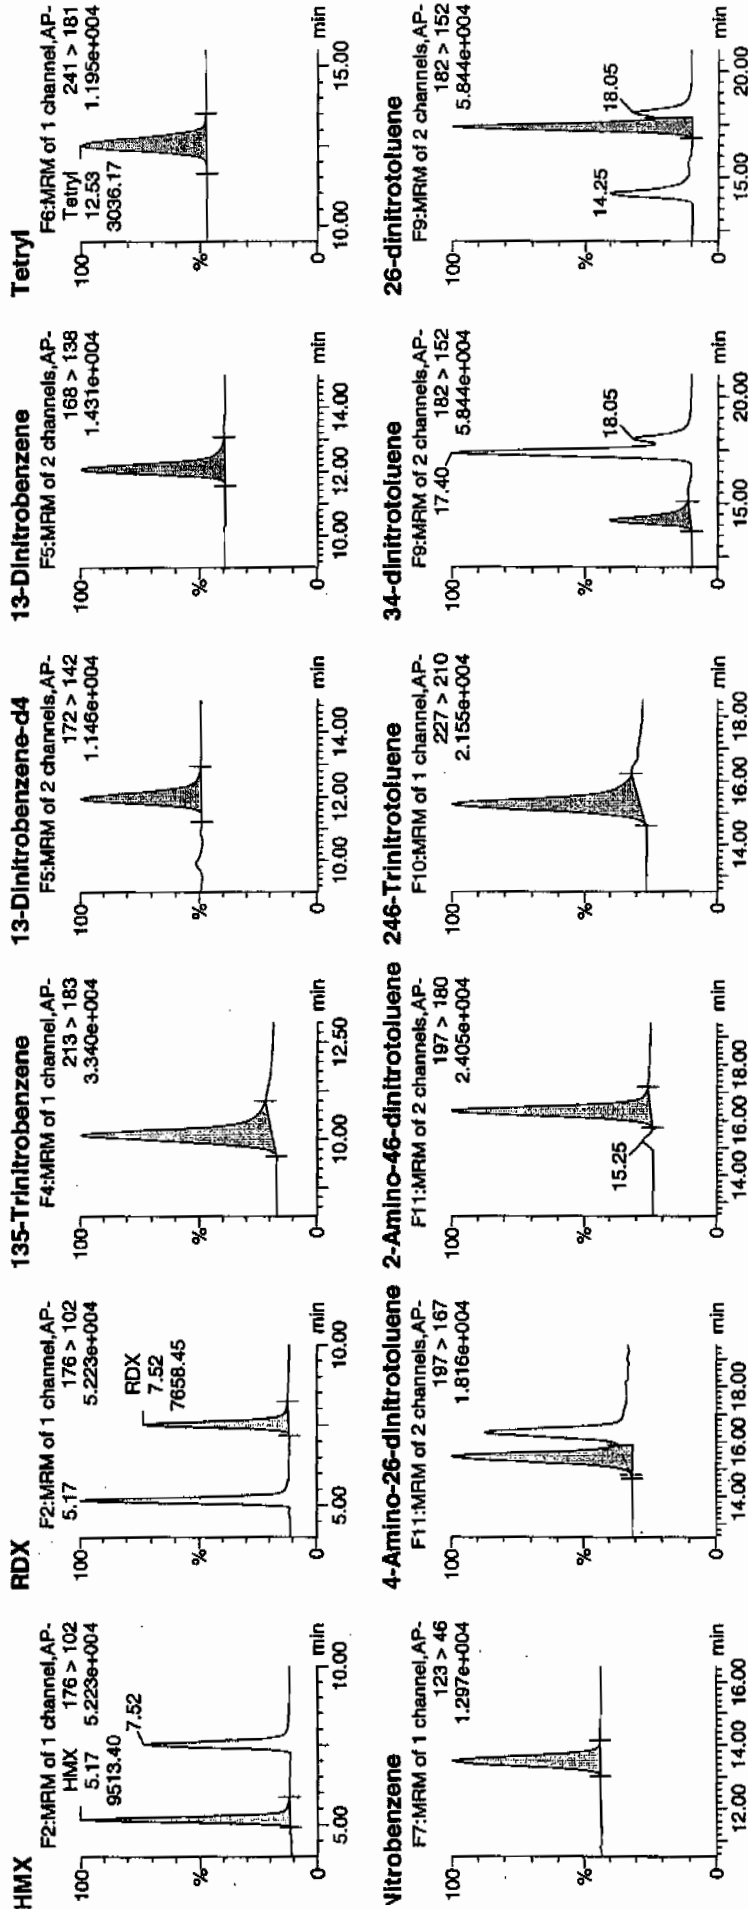 HMX
F2:MRM of 1 channel,AP-
176 > 102
5.223e+004
HMX
5.17
9513.40
7.52
100
%
0
5.00
10.00
min
RDX
F2:MRM of 1 channel,AP-
176 > 102
5.223e+004
5.17
RDX
7.52
7658.45
100
%
0
5.00
10.00
min
135-Trinitrobenzene
F4:MRM of 1 channel,AP-
213 > 183
3.340e+004
100
%
0
10.00
12.50
min
13-Dinitrobenzene-d4
F5:MRM of 2 channels,AP-
172 > 142
1.146e+004
100
%
0
10.00
12.00
14.00
min
13-Dinitrobenzene
F5:MRM of 2 channels,AP-
168 > 138
1.431e+004
100
%
0
10.00
12.00
14.00
min
Tetryl
F6:MRM of 1 channel,AP-
241 > 181
1.195e+004
Tetryl
12.53
3036.17
100
%
0
10.00
15.00
min
Nitrobenzene
F7:MRM of 1 channel,AP-
123 > 46
1.297e+004
100
%
0
12.00
14.00
16.00
min
4-Amino-26-dinitrotoluene
F11:MRM of 2 channels,AP-
197 > 167
1.816e+004
100
%
0
14.00
16.00
18.00
min
2-Amino-46-dinitrotoluene
F11:MRM of 2 channels,AP-
197 > 180
2.405e+004
15.25
100
%
0
14.00
16.00
18.00
min
246-Trinitrotoluene
F10:MRM of 1 channel,AP-
227 > 210
2.155e+004
100
%
0
14.00
16.00
18.00
min
34-dinitrotoluene
F9:MRM of 2 channels,AP-
17.40
182 > 152
5.844e+004
18.05
100
%
0
15.00
20.00
min
26-dinitrotoluene
F9:MRM of 2 channels,AP-
182 > 152
5.844e+004
14.25
18.05
100
%
0
15.00
20.00
min